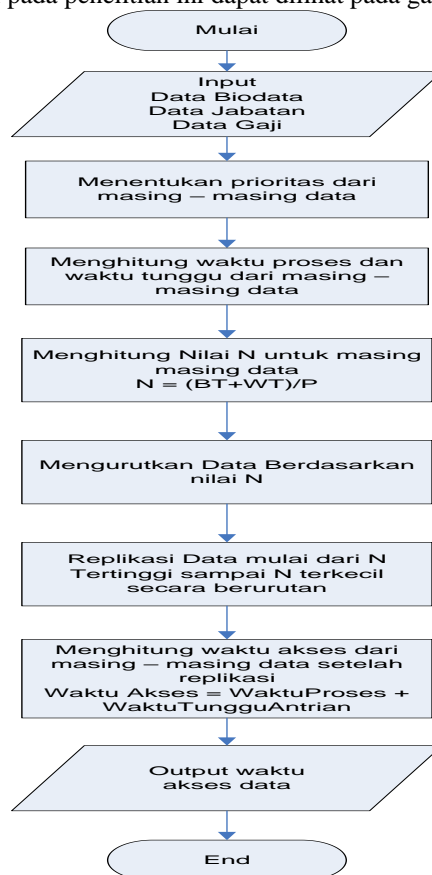 pada penelitian ini dapat dilihat pada ga
Mulai
Input
Data Biodata
Data Jabatan
Data Gaji
Menentukan prioritas dari
masing – masing data
Menghitung waktu proses dan
waktu tunggu dari masing –
masing data
Menghitung Nilai N untuk masing
masing data
N = (BT+WT)/P
Mengurutkan Data Berdasarkan
nilai N
Replikasi Data mulai dari N
Tertinggi sampai N terkecil
secara berurutan
Menghitung waktu akses dari
masing – masing data setelah
replikasi
Waktu Akses = WaktuProses +
WaktuTungguAntrian
Output waktu
akses data
End